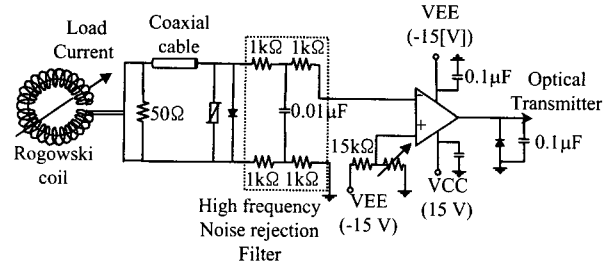 Load
Current
Coaxial
cable
1kΩ 1kΩ
VEE
(-15[V])
0.1μF
Optical
Transmitter
50Ω
0.01μF
−
+
0.1μF
Rogowski
coil
15kΩ
1kΩ 1kΩ
VEE
(-15 V)
VCC
(15 V)
High frequency
Noise rejection
Filter